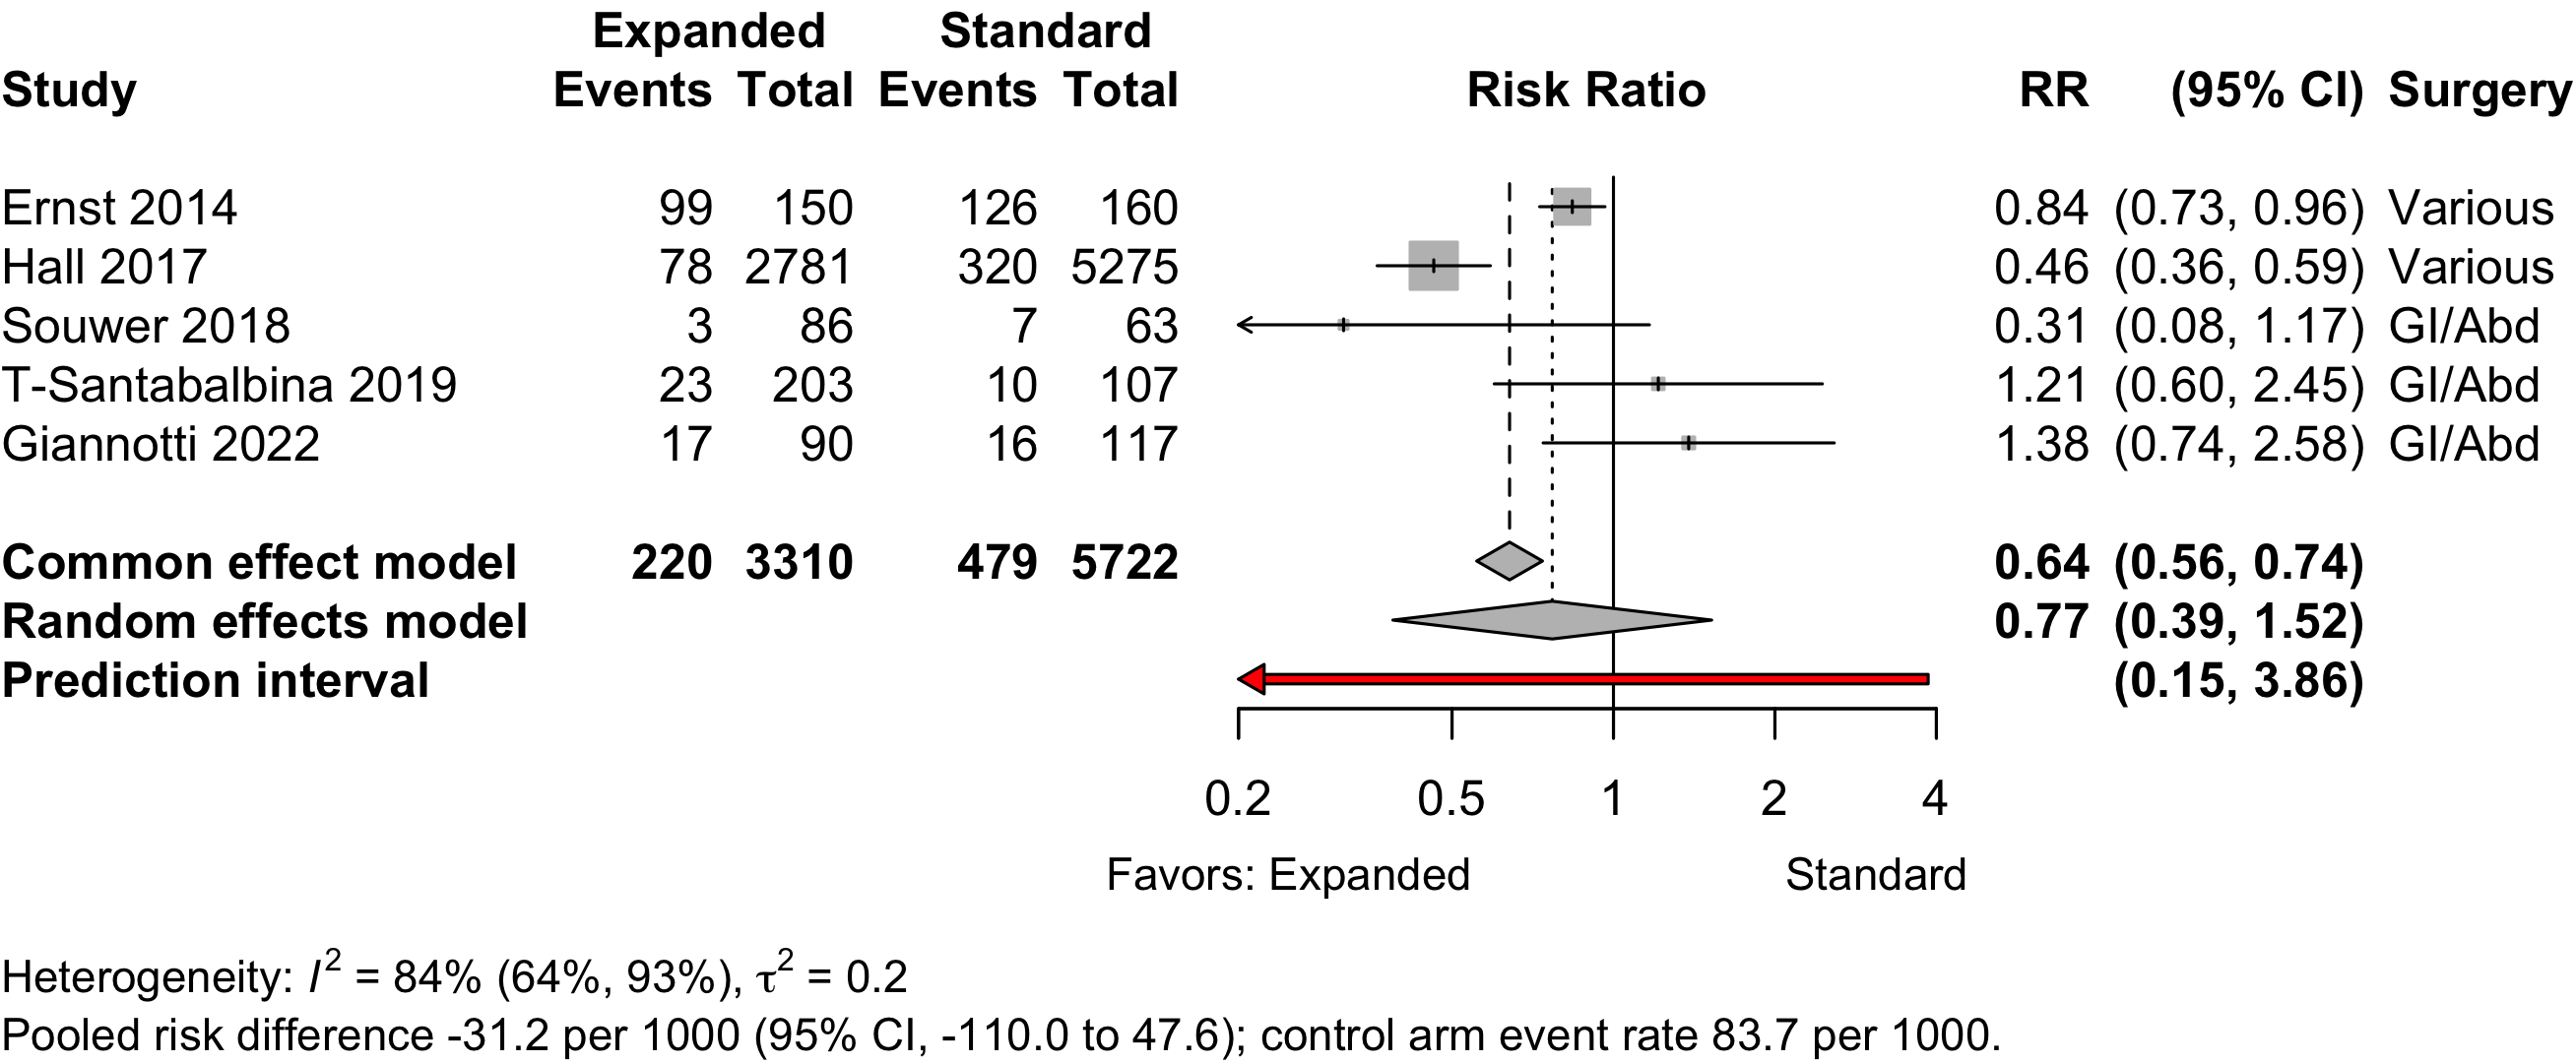 Expanded Standard
Study Events Total Events Total Risk Ratio RR (95% CI) Surgery
Ernst 2014 99 150 126 160 0.84 (0.73, 0.96) Various
Hall 2017 78 2781 320 5275 0.46 (0.36, 0.59) Various
Souwer 2018 3 86 7 63 0.31 (0.08, 1.17) GI/Abd
T-Santabalbina 2019 23 203 10 107 1.21 (0.60, 2.45) GI/Abd
Giannotti 2022 17 90 16 117 1.38 (0.74, 2.58) GI/Abd
Common effect model 220 3310 479 5722 0.64 (0.56, 0.74)
Random effects model 0.77 (0.39, 1.52)
Prediction interval (0.15, 3.86)
0.2 0.5 1 2 4
Favors: Expanded Standard
Heterogeneity: I² = 84% (64%, 93%), τ² = 0.2
Pooled risk difference -31.2 per 1000 (95% CI, -110.0 to 47.6); control arm event rate 83.7 per 1000.